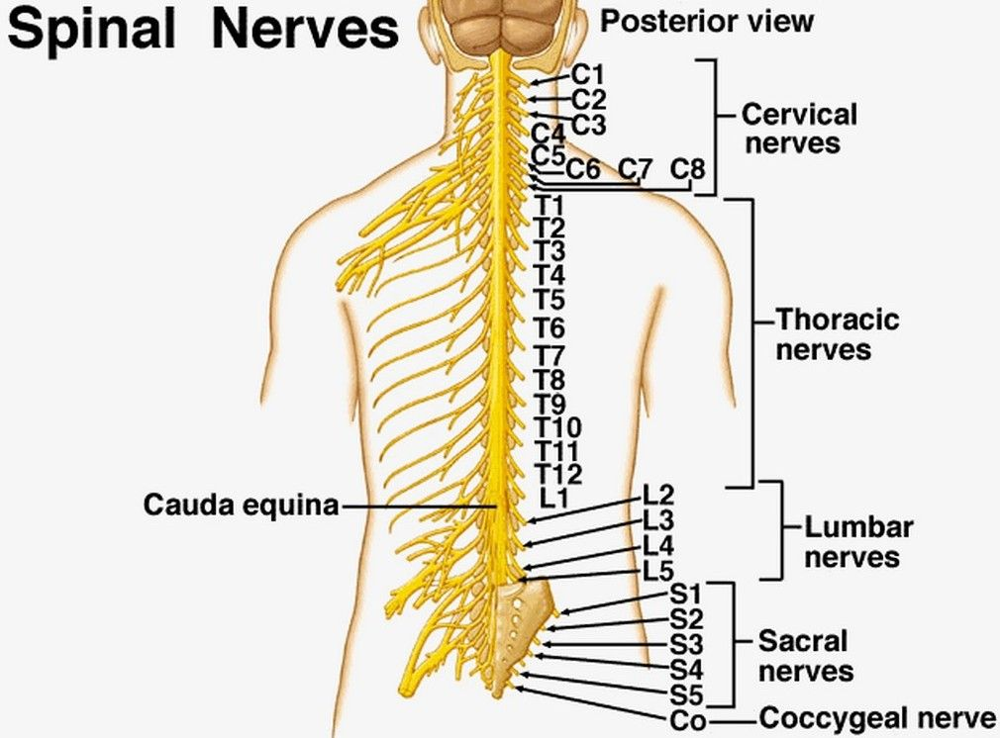 Spinal Nerves
Posterior view
C1
C2
C3
C4
C5
C6 C7 C8
Cervical
nerves
T1
T2
T3
T4
T5
T6
T7
T8
T9
T10
T11
T12
Thoracic
nerves
L1
Cauda equina
L2
L3
L4
L5
Lumbar
nerves
S1
S2
S3
S4
S5
Sacral
nerves
Co
Coccygeal nerve